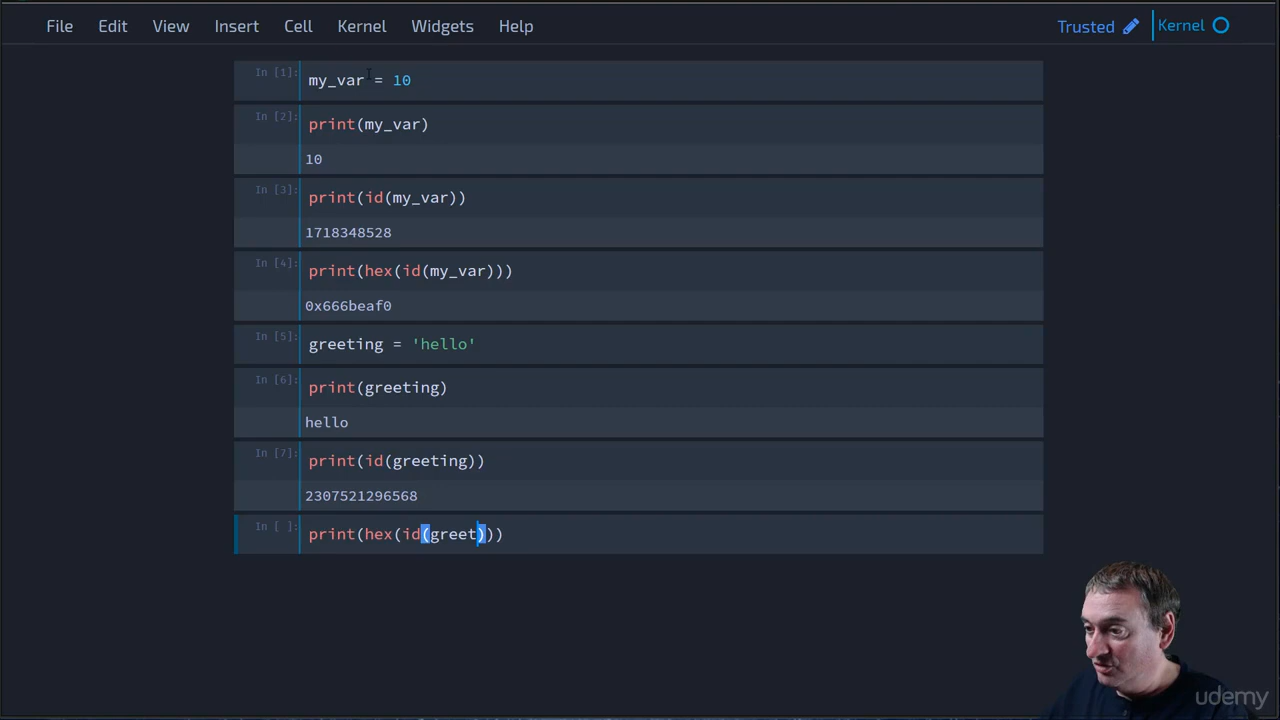 File Edit View Insert Cell Kernel Widgets Help Trusted Kernel
In [1]: my_var = 10
In [2]: print(my_var)
10
In [3]: print(id(my_var))
1718348528
In [4]: print(hex(id(my_var)))
0x666beaf0
In [5]: greeting = 'hello'
In [6]: print(greeting)
hello
In [7]: print(id(greeting))
2307521296568
In [ ]: print(hex(id(greet)))
udemy